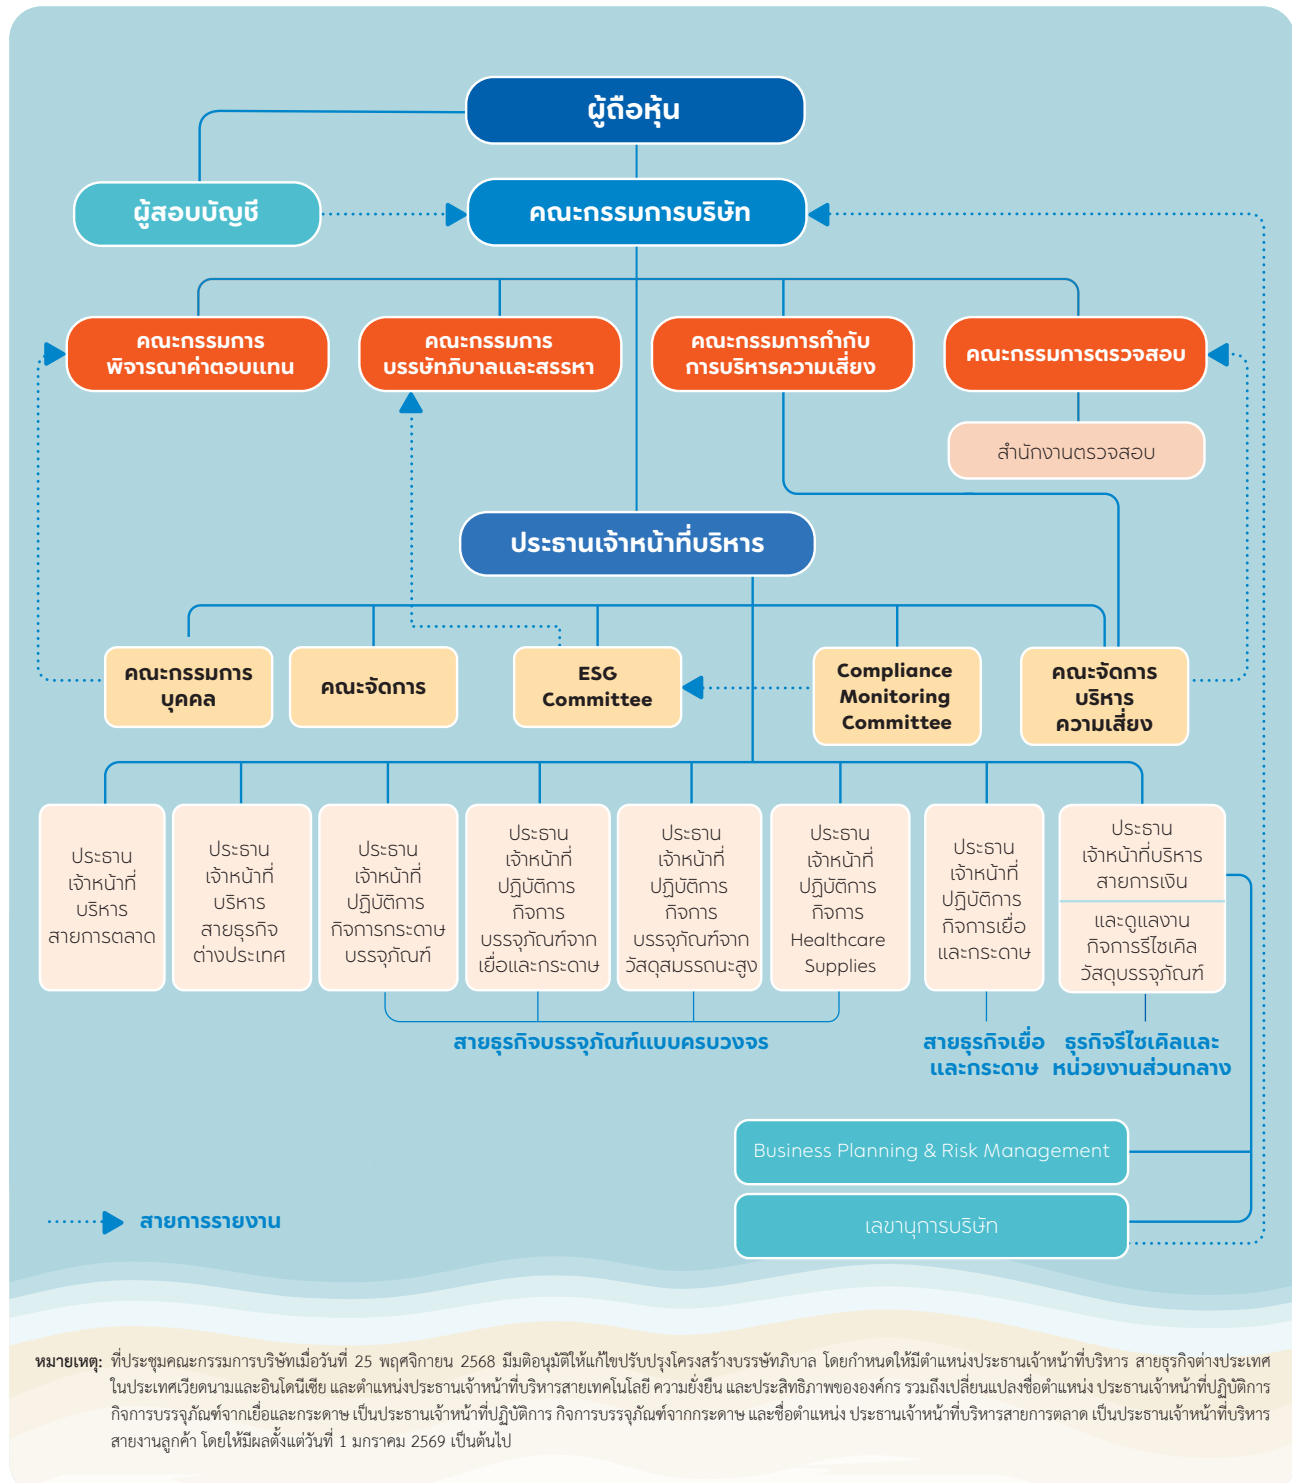 ผู้ถือหุ้น
ผู้สอบบัญชี
คณะกรรมการบริษัท
คณะกรรมการ
พิจารณาค่าตอบแทน
คณะกรรมการ
บรรษัทภิบาลและสรรหา
คณะกรรมการกำกับ
การบริหารความเสี่ยง
คณะกรรมการตรวจสอบ
สำนักงานตรวจสอบ
ประธานเจ้าหน้าที่บริหาร
คณะกรรมการ
บุคคล
คณะจัดการ
ESG
Committee
Compliance
Monitoring
Committee
คณะจัดการ
บริหาร
ความเสี่ยง
ประธาน
เจ้าหน้าที่
บริหาร
สายการตลาด
ประธาน
เจ้าหน้าที่
บริหาร
สายธุรกิจ
ต่างประเทศ
ประธาน
เจ้าหน้าที่
ปฏิบัติการ
กิจการกระดาษ
บรรจุภัณฑ์
ประธาน
เจ้าหน้าที่
ปฏิบัติการ
กิจการ
บรรจุภัณฑ์จาก
เยื่อและกระดาษ
ประธาน
เจ้าหน้าที่
ปฏิบัติการ
กิจการ
บรรจุภัณฑ์จาก
วัสดุสมรรถนะสูง
ประธาน
เจ้าหน้าที่
ปฏิบัติการ
กิจการ
Healthcare
Supplies
ประธาน
เจ้าหน้าที่
ปฏิบัติการ
กิจการเยื่อ
และกระดาษ
ประธาน
เจ้าหน้าที่บริหาร
สายการเงิน
และดูแลงาน
กิจการรีไซเคิล
วัสดุบรรจุภัณฑ์
สายธุรกิจบรรจุภัณฑ์แบบครบวงจร
สายธุรกิจเยื่อ
และกระดาษ
ธุรกิจรีไซเคิลและ
หน่วยงานส่วนกลาง
Business Planning & Risk Management
เลขานุการบริษัท
สายการรายงาน
หมายเหตุ: ที่ประชุมคณะกรรมการบริษัทเมื่อวันที่ 25 พฤศจิกายน 2568 มีมติอนุมัติให้แก้ไขปรับปรุงโครงสร้างบรรษัทภิบาล โดยกำหนดให้มีตำแหน่งประธานเจ้าหน้าที่บริหาร สายธุรกิจต่างประเทศ
ในประเทศเวียดนามและอินโดนีเซีย และตำแหน่งประธานเจ้าหน้าที่บริหารสายเทคโนโลยี ความยั่งยืน และประสิทธิภาพขององค์กร รวมถึงเปลี่ยนแปลงชื่อตำแหน่ง ประธานเจ้าหน้าที่ปฏิบัติการ
กิจการบรรจุภัณฑ์จากเยื่อและกระดาษ เป็นประธานเจ้าหน้าที่ปฏิบัติการ กิจการบรรจุภัณฑ์จากกระดาษ และชื่อตำแหน่ง ประธานเจ้าหน้าที่บริหารสายการตลาด เป็นประธานเจ้าหน้าที่บริหาร
สายงานลูกค้า โดยให้มีผลตั้งแต่วันที่ 1 มกราคม 2569 เป็นต้นไป